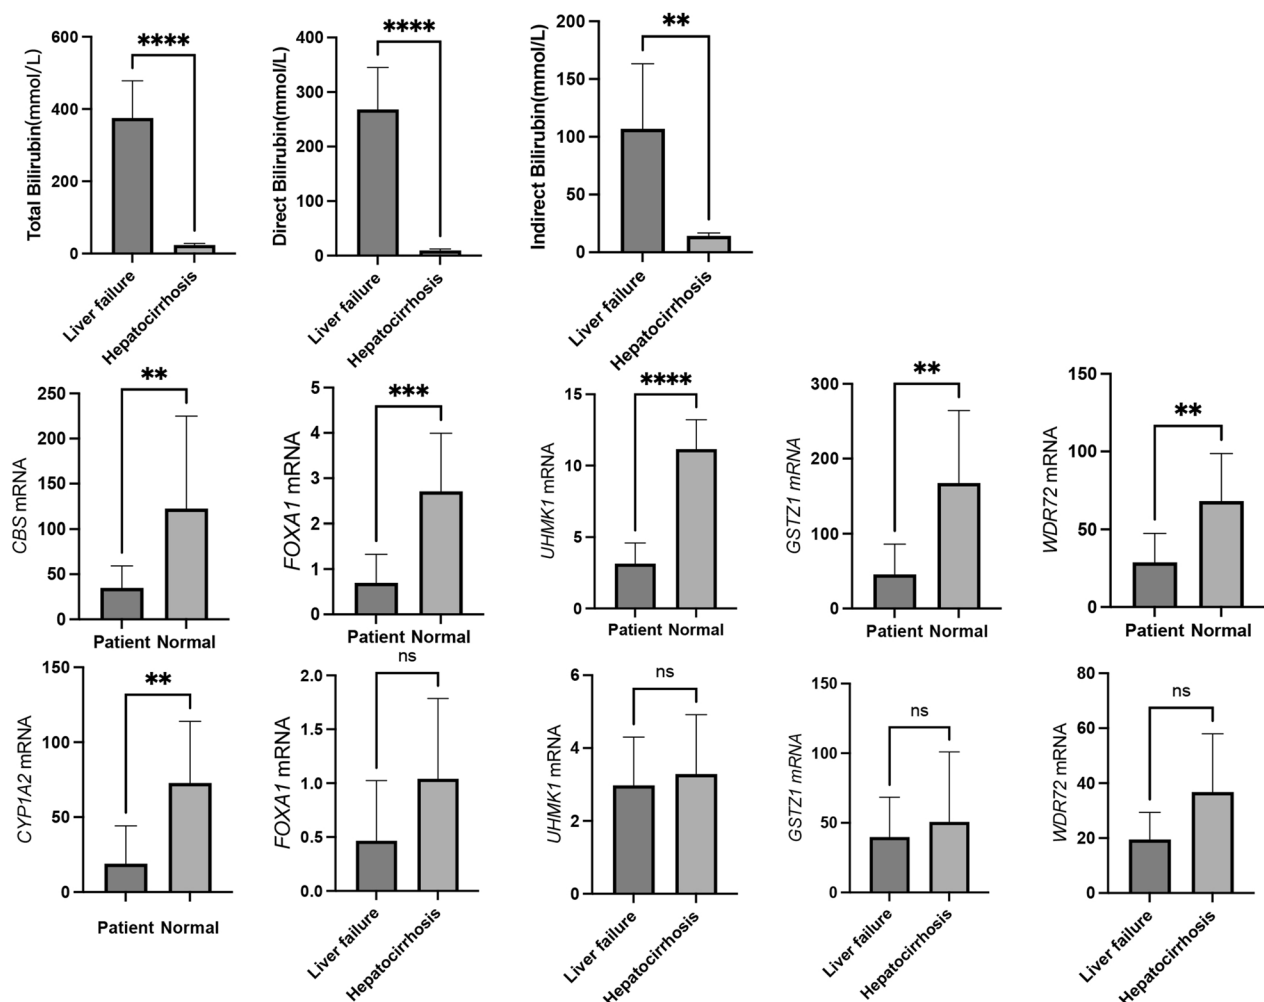 Total Bilirubin(mmol/L)
600
400
200
0
****
Liver failure
Hepatocirrhosis
Direct Bilirubin(mmol/L)
400
300
200
100
0
****
Liver failure
Hepatocirrhosis
Indirect Bilirubin(mmol/L)
200
150
100
50
0
**
Liver failure
Hepatocirrhosis
CBS mRNA
250
200
150
100
50
0
**
Patient Normal
FOXA1 mRNA
5
4
3
2
1
0
***
Patient Normal
UHMK1 mRNA
15
10
5
0
****
Patient Normal
GSTZ1 mRNA
300
200
100
0
**
Patient Normal
WDR72 mRNA
150
100
50
0
**
Patient Normal
CYP1A2 mRNA
150
100
50
0
**
Patient Normal
FOXA1 mRNA
2.0
1.5
1.0
0.5
0.0
ns
Liver failure
Hepatocirrhosis
UHMK1 mRNA
6
4
2
0
ns
Liver failure
Hepatocirrhosis
GSTZ1 mRNA
150
100
50
0
ns
Liver failure
Hepatocirrhosis
WDR72 mRNA
80
60
40
20
0
ns
Liver failure
Hepatocirrhosis